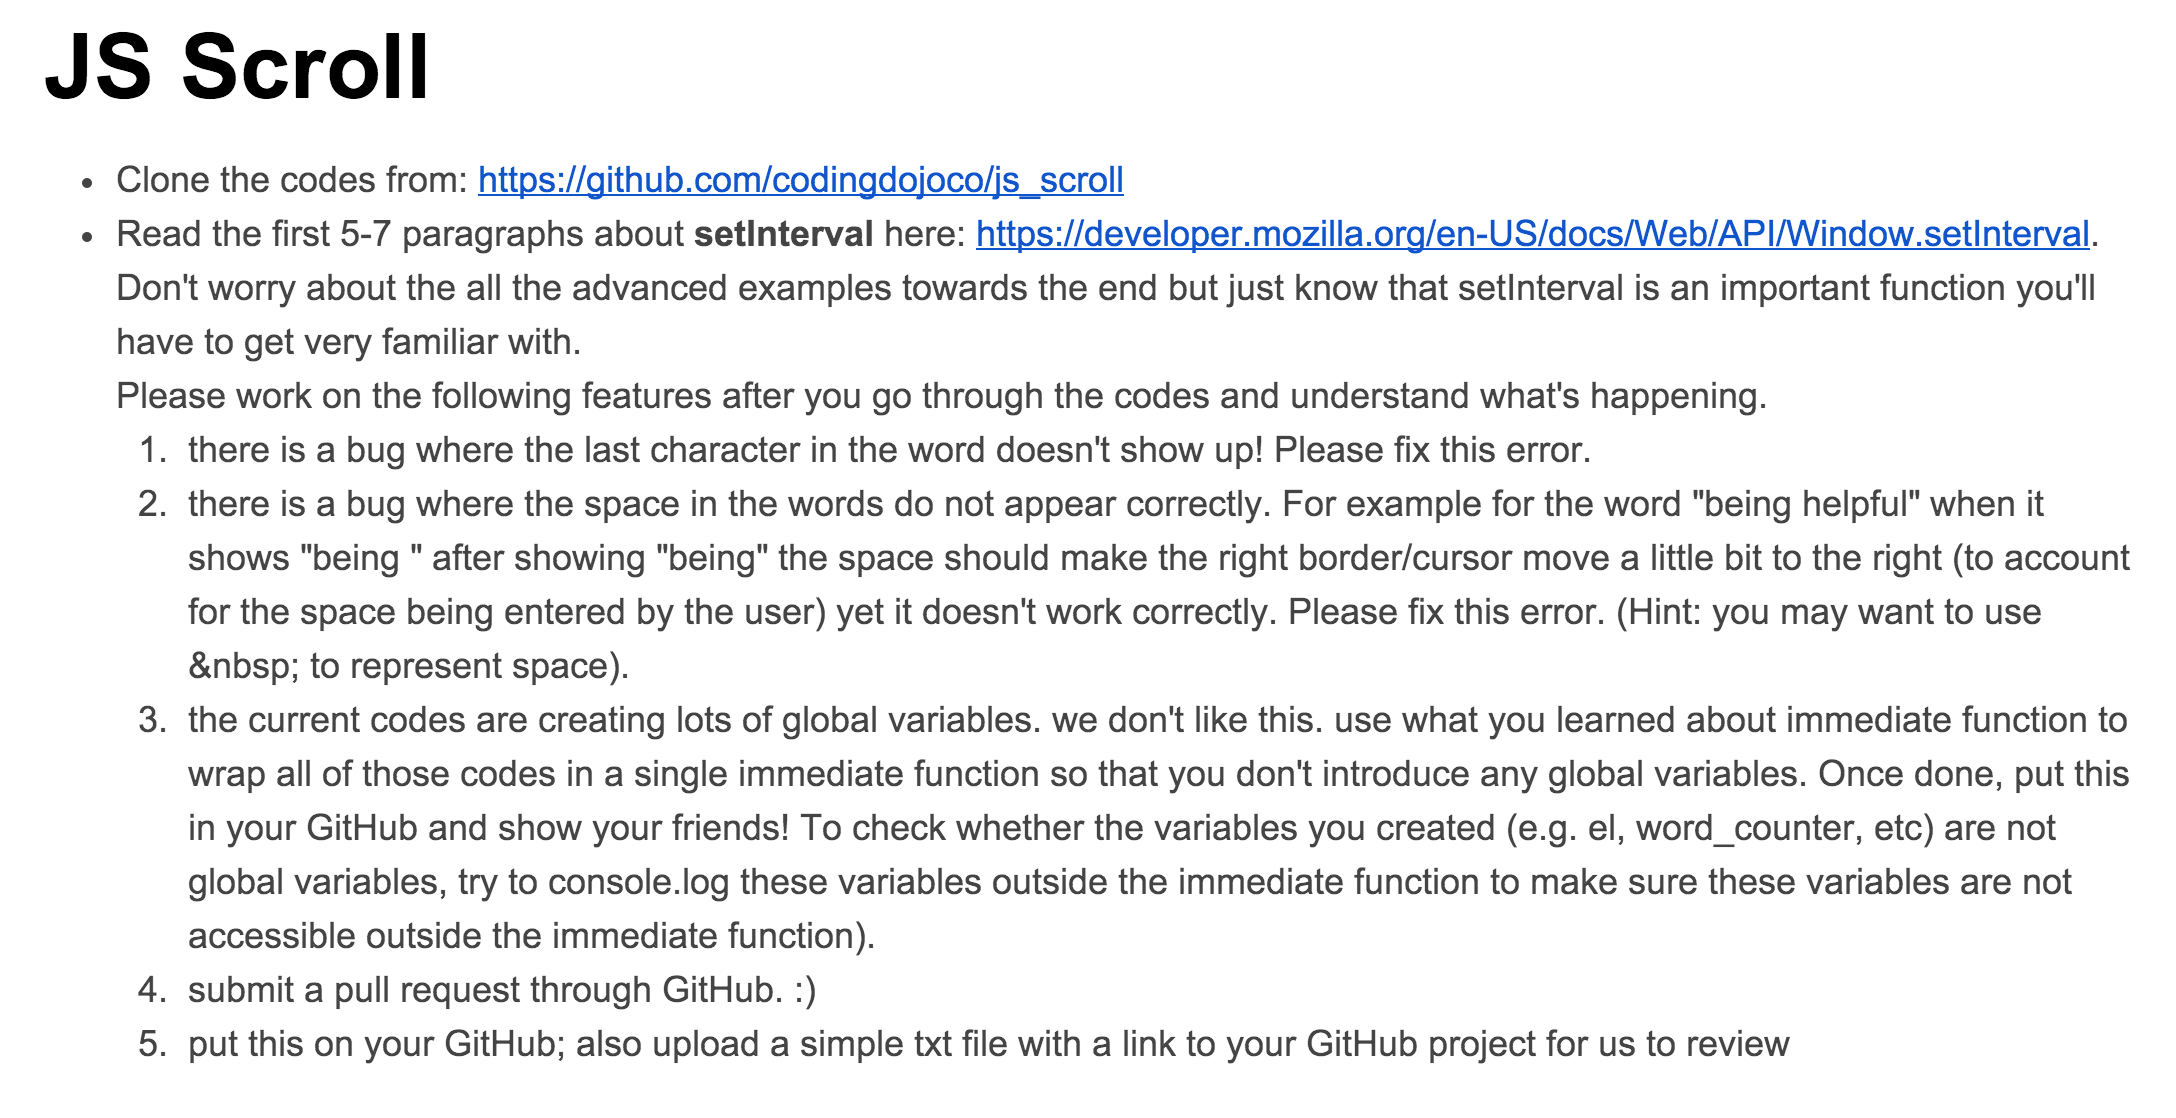 JS Scroll
• Clone the codes from: https://github.com/codingdojoco/js_scroll
• Read the first 5-7 paragraphs about setInterval here: https://developer.mozilla.org/en-US/docs/Web/API/Window.setInterval.
Don't worry about the all the advanced examples towards the end but just know that setInterval is an important function you'll
have to get very familiar with.
Please work on the following features after you go through the codes and understand what's happening.
1. there is a bug where the last character in the word doesn't show up! Please fix this error.
2. there is a bug where the space in the words do not appear correctly. For example for the word "being helpful" when it
shows "being " after showing "being" the space should make the right border/cursor move a little bit to the right (to account
for the space being entered by the user) yet it doesn't work correctly. Please fix this error. (Hint: you may want to use
&nbsp; to represent space).
3. the current codes are creating lots of global variables. we don't like this. use what you learned about immediate function to
wrap all of those codes in a single immediate function so that you don't introduce any global variables. Once done, put this
in your GitHub and show your friends! To check whether the variables you created (e.g. el, word_counter, etc) are not
global variables, try to console.log these variables outside the immediate function to make sure these variables are not
accessible outside the immediate function).
4. submit a pull request through GitHub. :)
5. put this on your GitHub; also upload a simple txt file with a link to your GitHub project for us to review